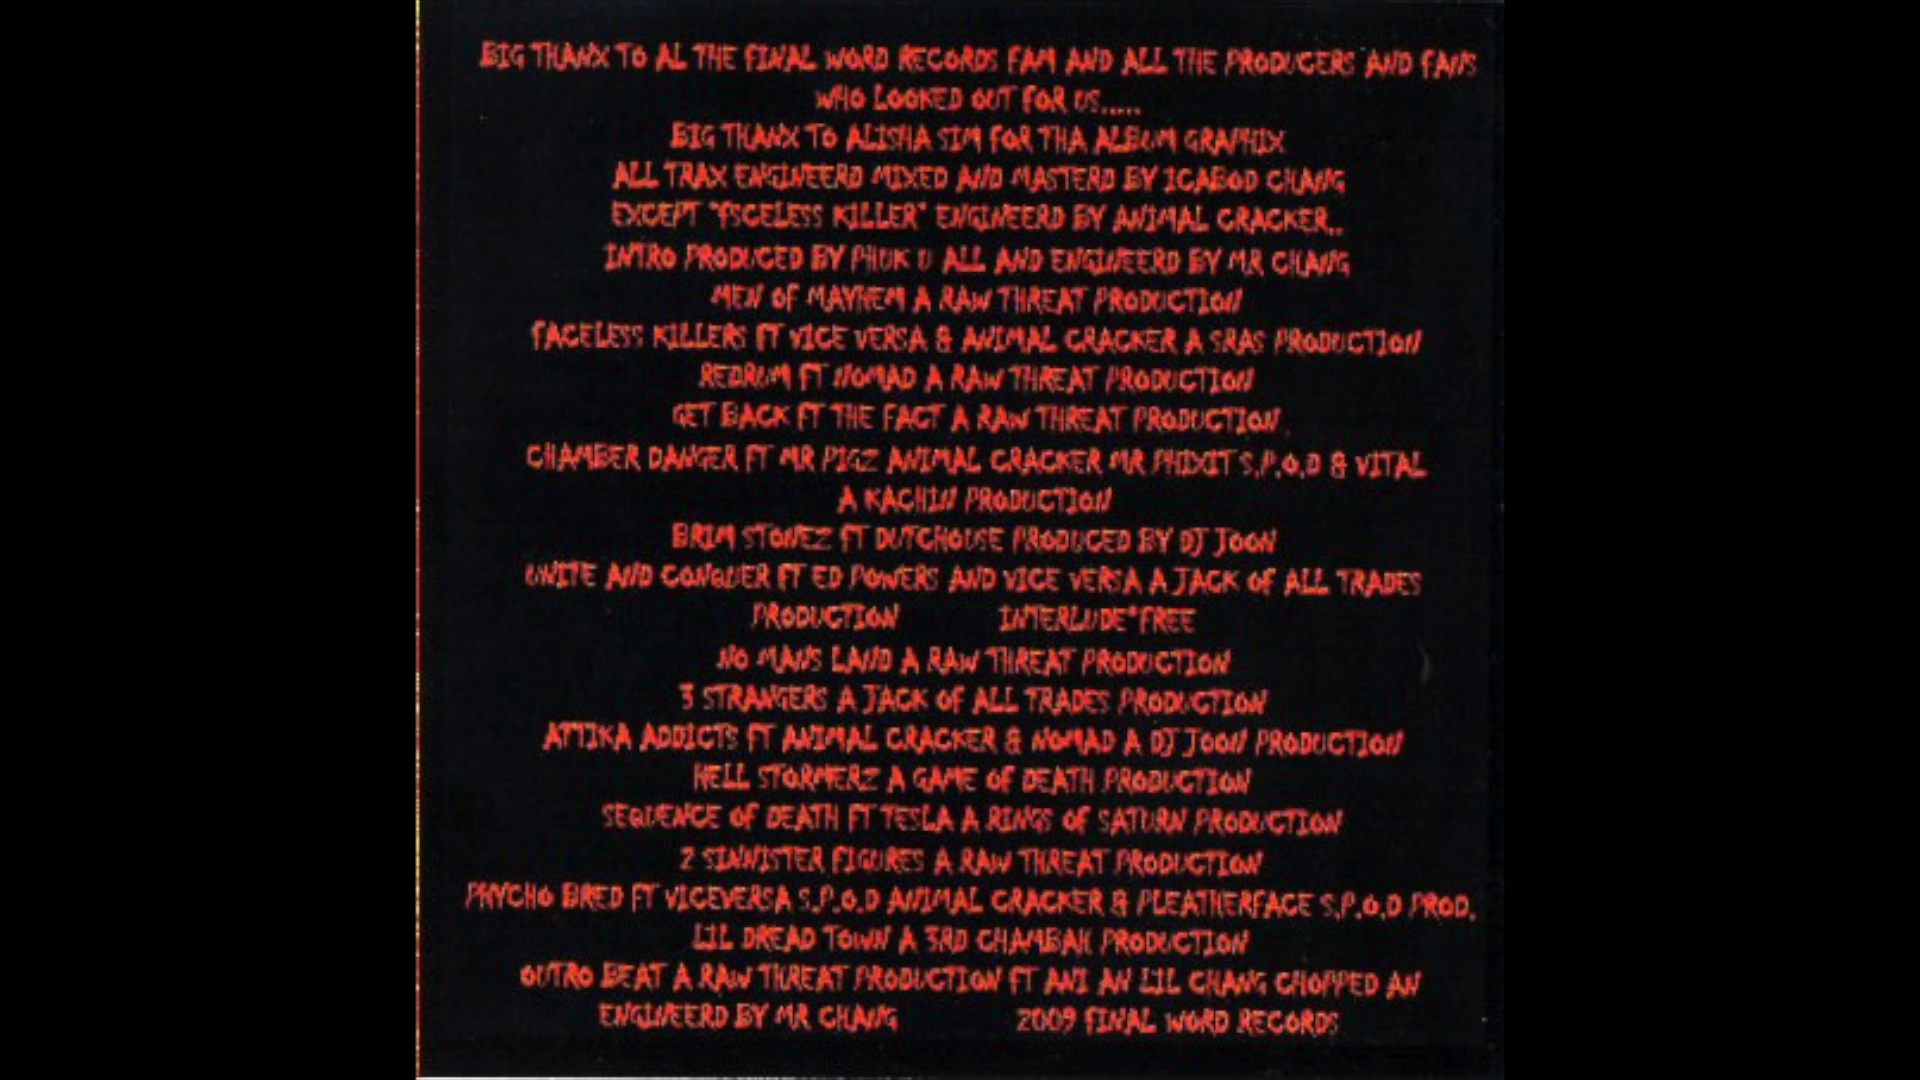 BIG THANX TO AL THE FINAL WORD RECORDS FAM AND ALL THE PRODUCERS AND FANS
WHO LOOKED OUT FOR US.....
BIG THANX TO ALISHA SIM FOR THA ALBUM GRAPHIX
ALL TRAX ENGINEERD MIXED AND MASTERD BY ICABOD CHANG
EXCEPT "FSCELESS KILLER" ENGINEERD BY ANIMAL CRACKER..
INTRO PRODUCED BY PHUK U ALL AND ENGINEERD BY MR CHANG
MEN OF MAYHEM A RAW THREAT PRODUCTION
FACELESS KILLERS FT VICE VERSA & ANIMAL CRACKER A SRAS PRODUCTION
REDRUM FT NOMAD A RAW THREAT PRODUCTION
GET BACK FT THE FACT A RAW THREAT PRODUCTION.
CHAMBER DANGER FT MR PIGZ ANIMAL CRACKER MR PHIXIT S.P.O.D & VITAL
A KACHIN PRODUCTION
BRIM STONEZ FT DUTCHOUSE PRODUCED BY DJ JOON
UNITE AND CONQUER FT ED POWERS AND VICE VERSA A JACK OF ALL TRADES
PRODUCTION INTERLUDE*FREE
NO MANS LAND A RAW THREAT PRODUCTION
3 STRANGERS A JACK OF ALL TRADES PRODUCTION
ATTIKA ADDICTS FT ANIMAL CRACKER & NOMAD A DJ JOON PRODUCTION
HELL STORMERZ A GAME OF DEATH PRODUCTION
SEQUENCE OF DEATH FT TESLA A RINGS OF SATURN PRODUCTION
2 SINNISTER FIGURES A RAW THREAT PRODUCTION
PHYCHO BRED FT VICEVERSA S.P.O.D ANIMAL CRACKER & PLEATHERFACE S.P.O.D PROD.
LIL DREAD TOWN A 3RD CHAMBAH PRODUCTION
OUTRO BEAT A RAW THREAT PRODUCTION FT ANI AN LIL CHANG CHOPPED AN
ENGINEERD BY MR CHANG 2009 FINAL WORD RECORDS